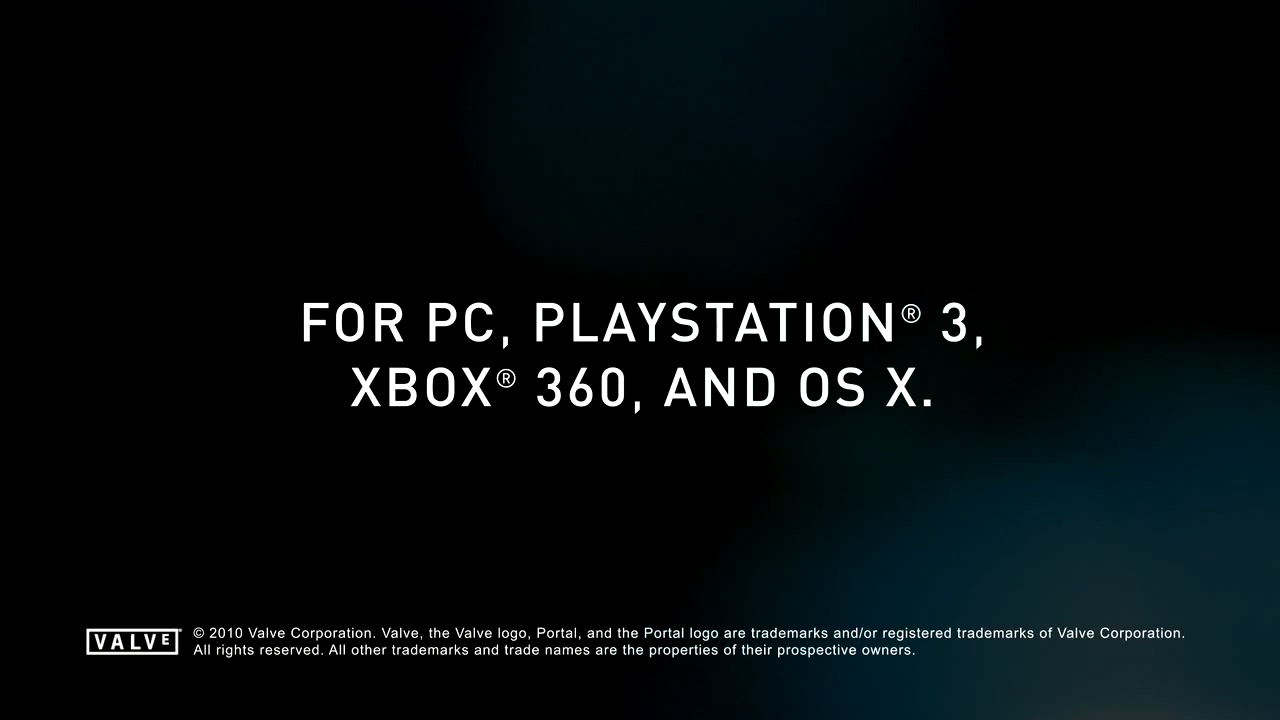 FOR PC, PLAYSTATION® 3,
XBOX® 360, AND OS X.
VALVE® © 2010 Valve Corporation. Valve, the Valve logo, Portal, and the Portal logo are trademarks and/or registered trademarks of Valve Corporation.
All rights reserved. All other trademarks and trade names are the properties of their prospective owners.